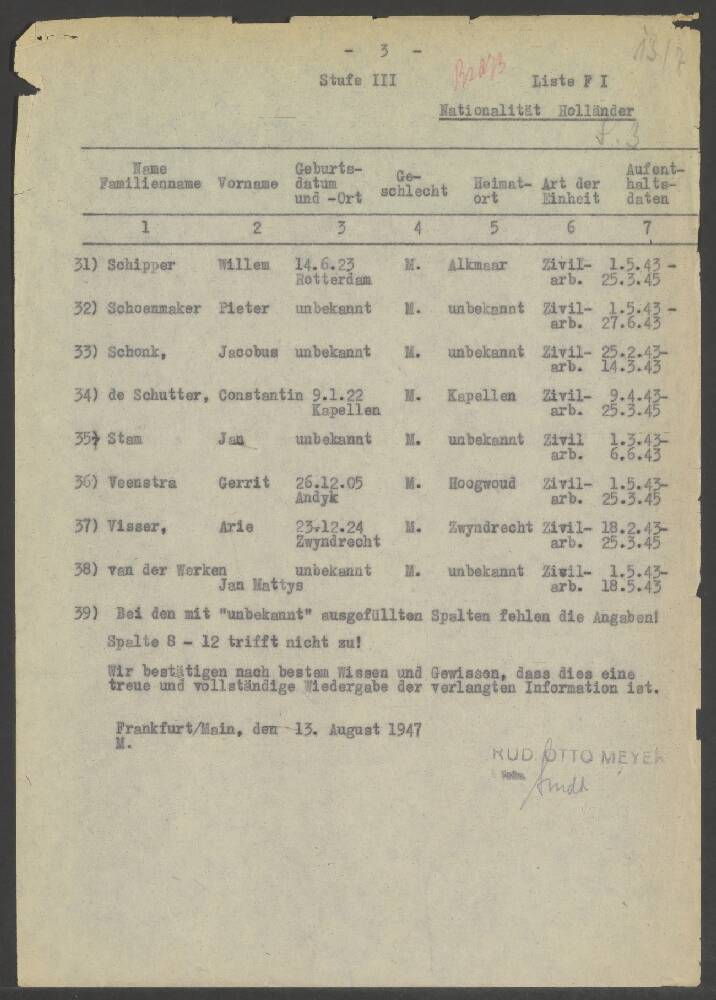 - 3 -
13/7
Stufe III
Liste F I
Nationalität Holländer
S. 3
Name Familienname Vorname Geburts-datum und -Ort Ge-schlecht Heimat-ort Art der Einheit Aufent-halts-daten
1 2 3 4 5 6 7
31) Schipper Willem 14.6.23 M. Alkmaar Zivil- 1.5.43 -
Rotterdam arb. 25.3.45
32) Schoenmaker Pieter unbekannt M. unbekannt Zivil- 1.5.43 -
arb. 27.6.43
33) Schonk, Jacobus unbekannt M. unbekannt Zivil- 25.2.43-
arb. 14.3.43
34) de Schutter, Constantin 9.1.22 M. Kapellen Zivil- 9.4.43-
Kapellen arb. 25.3.45
35) Stam Jan unbekannt M. unbekannt Zivil 1.3.43-
arb. 6.6.43
36) Veenstra Gerrit 26.12.05 M. Hoogwoud Zivil- 1.5.43-
Andyk arb. 25.3.45
37) Visser, Arie 23.12.24 M. Zwyndrecht Zivil- 18.2.43-
Zwyndrecht arb. 25.3.45
38) van der Werken unbekannt M. unbekannt Zivil- 1.5.43-
Jan Mattys arb. 18.5.43
39) Bei den mit "unbekannt" ausgefüllten Spalten fehlen die Angaben!
Spalte 8 - 12 trifft nicht zu!
Wir bestätigen nach bestem Wissen und Gewissen, dass dies eine
treue und vollständige Wiedergabe der verlangten Information ist.
Frankfurt/Main, den 13. August 1947
M.
RUD. OTTO MEYER